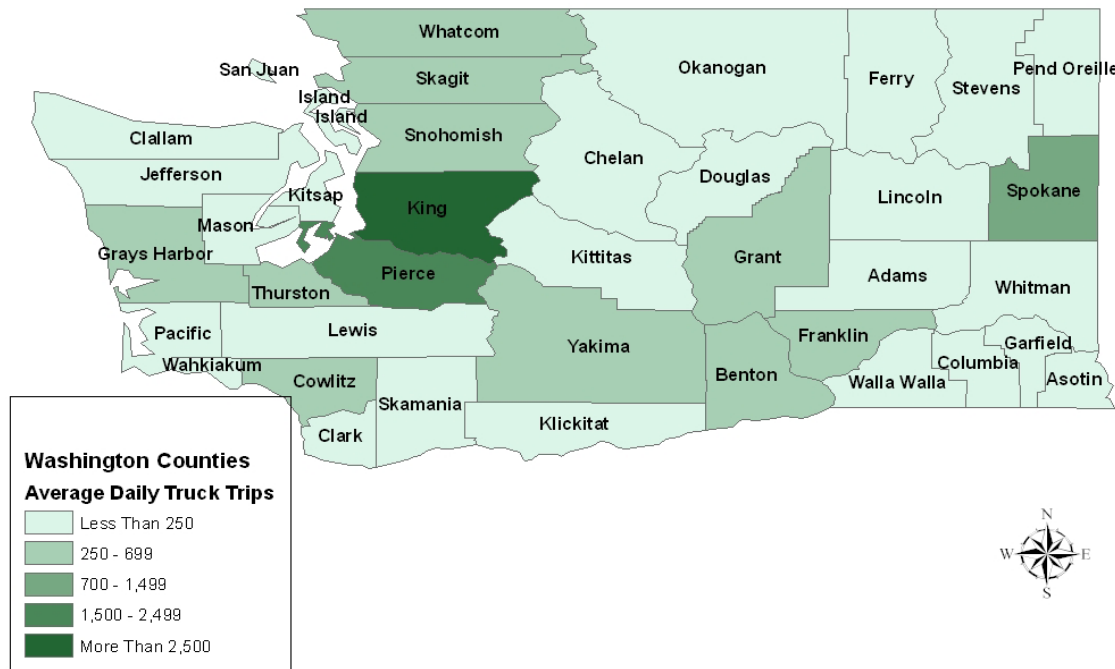 Whatcom
San Juan
Skagit
Okanogan
Ferry
Stevens
Pend Oreille
Island
Island
Clallam
Snohomish
Chelan
Jefferson
Kitsap
Douglas
Lincoln
Spokane
King
Mason
Grays Harbor
Kittitas
Grant
Pierce
Adams
Thurston
Whitman
Pacific
Lewis
Yakima
Franklin
Garfield
Wahkiakum
Columbia
Cowlitz
Benton
Walla Walla
Asotin
Skamania
Clark
Klickitat
Washington Counties
Average Daily Truck Trips
Less Than 250
250 - 699
700 - 1,499
1,500 - 2,499
More Than 2,500
N
W
E
S